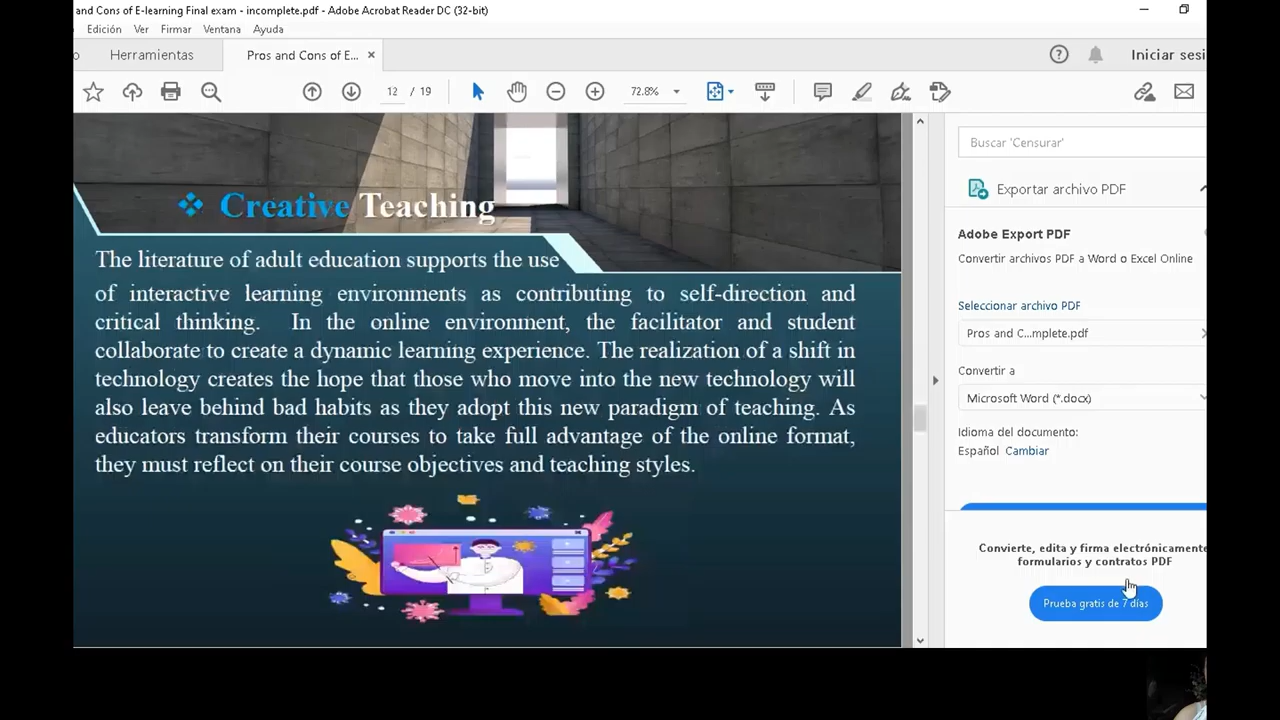 and Cons of E-learning Final exam - incomplete.pdf - Adobe Acrobat Reader DC (32-bit)
Edición Ver Firmar Ventana Ayuda
Herramientas
Pros and Cons of E... ×
Iniciar sesi
12 / 19
72.8%
Creative Teaching
The literature of adult education supports the use
of interactive learning environments as contributing to self-direction and
critical thinking. In the online environment, the facilitator and student
collaborate to create a dynamic learning experience. The realization of a shift in
technology creates the hope that those who move into the new technology will
also leave behind bad habits as they adopt this new paradigm of teaching. As
educators transform their courses to take full advantage of the online format,
they must reflect on their course objectives and teaching styles.
Buscar 'Censurar'
Exportar archivo PDF
Adobe Export PDF
Convertir archivos PDF a Word o Excel Online
Seleccionar archivo PDF
Pros and C...mplete.pdf
Convertir a
Microsoft Word (*.docx)
Idioma del documento:
Español Cambiar
Convierte, edita y firma electrónicamente
formularios y contratos PDF
Prueba gratis de 7 días